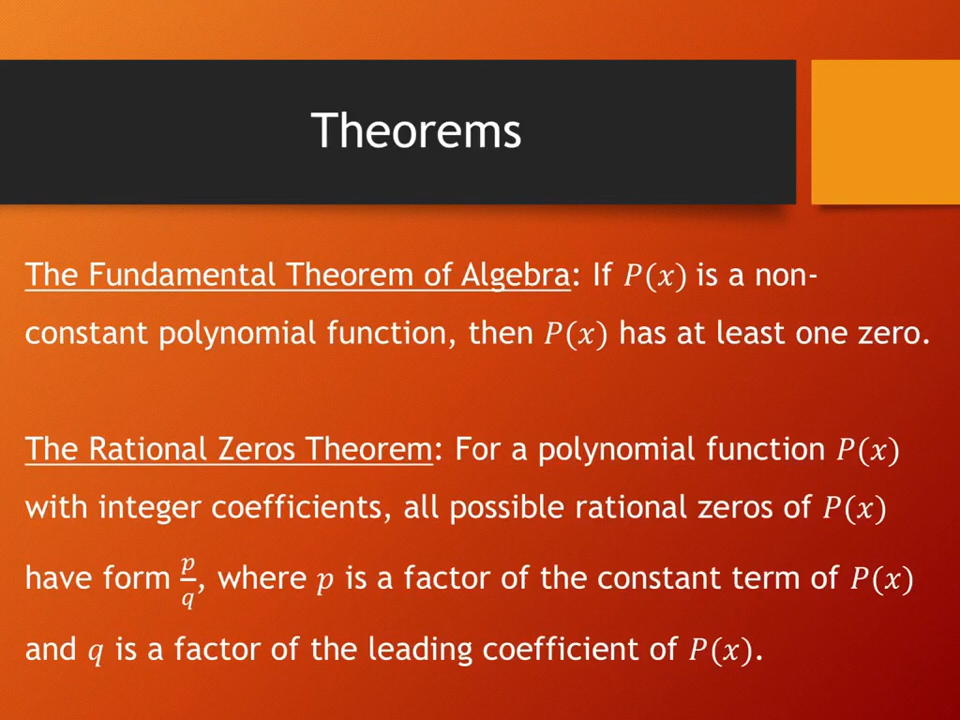 Theorems
The Fundamental Theorem of Algebra: If P(x) is a non-
constant polynomial function, then P(x) has at least one zero.
The Rational Zeros Theorem: For a polynomial function P(x)
with integer coefficients, all possible rational zeros of P(x)
have form p/q, where p is a factor of the constant term of P(x)
and q is a factor of the leading coefficient of P(x).